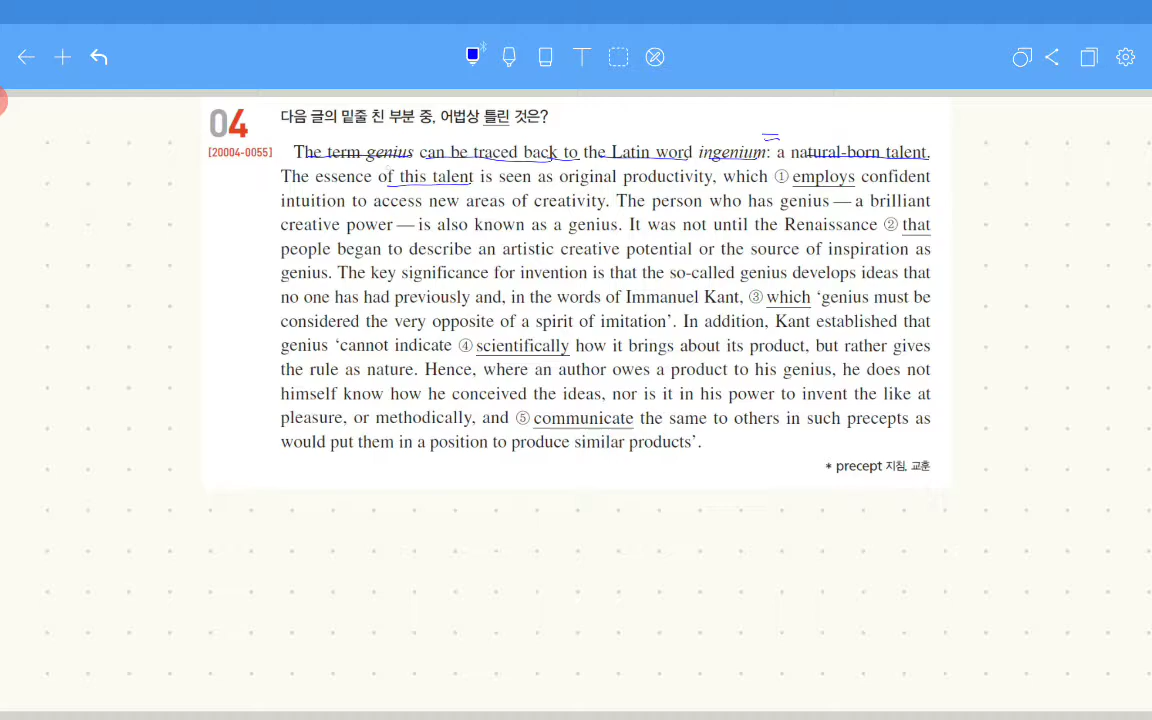 04 다음 글의 밑줄 친 부분 중, 어법상 틀린 것은?
[20004-0055] The term genius can be traced back to the Latin word ingenium: a natural-born talent.
The essence of this talent is seen as original productivity, which ① employs confident
intuition to access new areas of creativity. The person who has genius — a brilliant
creative power — is also known as a genius. It was not until the Renaissance ② that
people began to describe an artistic creative potential or the source of inspiration as
genius. The key significance for invention is that the so-called genius develops ideas that
no one has had previously and, in the words of Immanuel Kant, ③ which ‘genius must be
considered the very opposite of a spirit of imitation’. In addition, Kant established that
genius ‘cannot indicate ④ scientifically how it brings about its product, but rather gives
the rule as nature. Hence, where an author owes a product to his genius, he does not
himself know how he conceived the ideas, nor is it in his power to invent the like at
pleasure, or methodically, and ⑤ communicate the same to others in such precepts as
would put them in a position to produce similar products’.
* precept 지침, 교훈